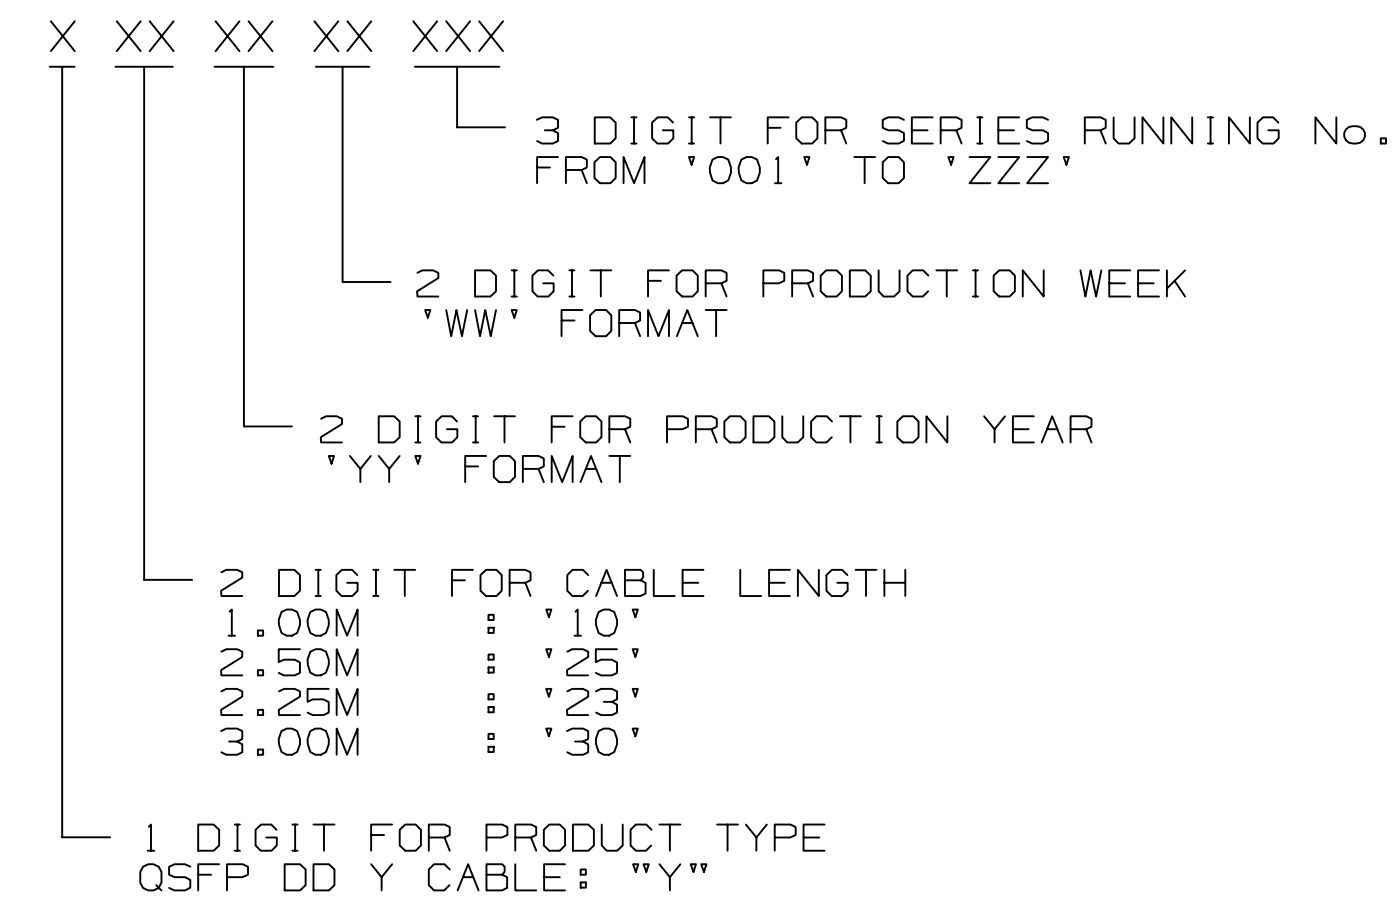 X XX XX XX XXX
3 DIGIT FOR SERIES RUNNING No.
FROM '001' TO 'ZZZ'
2 DIGIT FOR PRODUCTION WEEK
'WW' FORMAT
2 DIGIT FOR PRODUCTION YEAR
'YY' FORMAT
2 DIGIT FOR CABLE LENGTH
1.00M : '10'
2.50M : '25'
2.25M : '23'
3.00M : '30'
1 DIGIT FOR PRODUCT TYPE
QSFP DD Y CABLE: "Y"